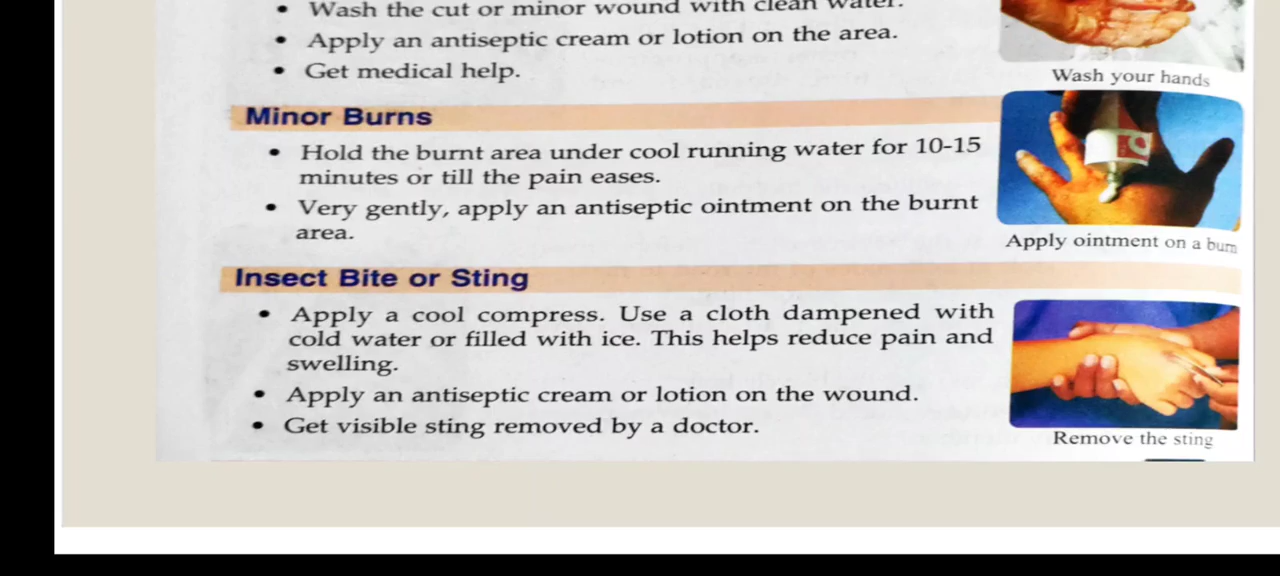 • Wash the cut or minor wound with clean water.
• Apply an antiseptic cream or lotion on the area.
• Get medical help.
Wash your hands
Minor Burns
• Hold the burnt area under cool running water for 10-15
minutes or till the pain eases.
• Very gently, apply an antiseptic ointment on the burnt
area.
Apply ointment on a burn
Insect Bite or Sting
• Apply a cool compress. Use a cloth dampened with
cold water or filled with ice. This helps reduce pain and
swelling.
• Apply an antiseptic cream or lotion on the wound.
• Get visible sting removed by a doctor.
Remove the sting